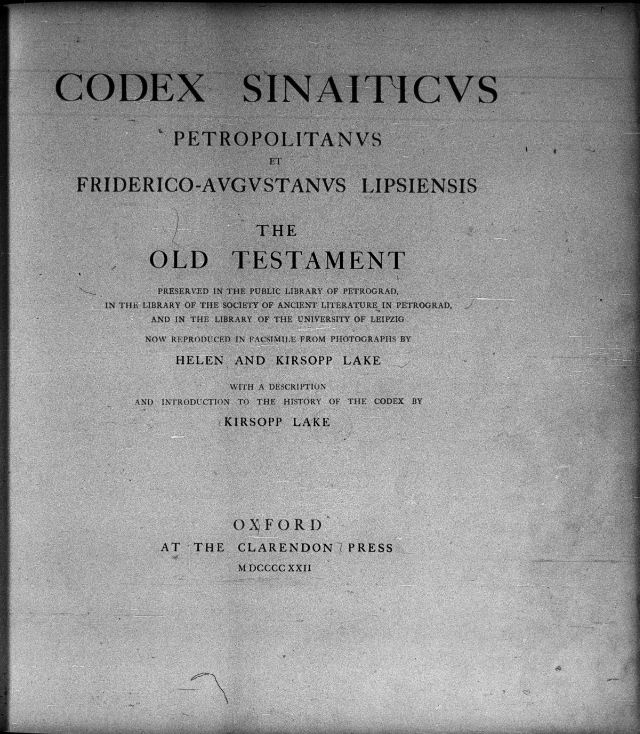 CODEX SINAITICVS
PETROPOLITANVS
ET
FRIDERICO-AVGVSTANVS LIPSIENSIS
THE
OLD TESTAMENT
PRESERVED IN THE PUBLIC LIBRARY OF PETROGRAD,
IN THE LIBRARY OF THE SOCIETY OF ANCIENT LITERATURE IN PETROGRAD,
AND IN THE LIBRARY OF THE UNIVERSITY OF LEIPZIG
NOW REPRODUCED IN FACSIMILE FROM PHOTOGRAPHS BY
HELEN AND KIRSOPP LAKE
WITH A DESCRIPTION
AND INTRODUCTION TO THE HISTORY OF THE CODEX BY
KIRSOPP LAKE
OXFORD
AT THE CLARENDON PRESS
MDCCCCXXII